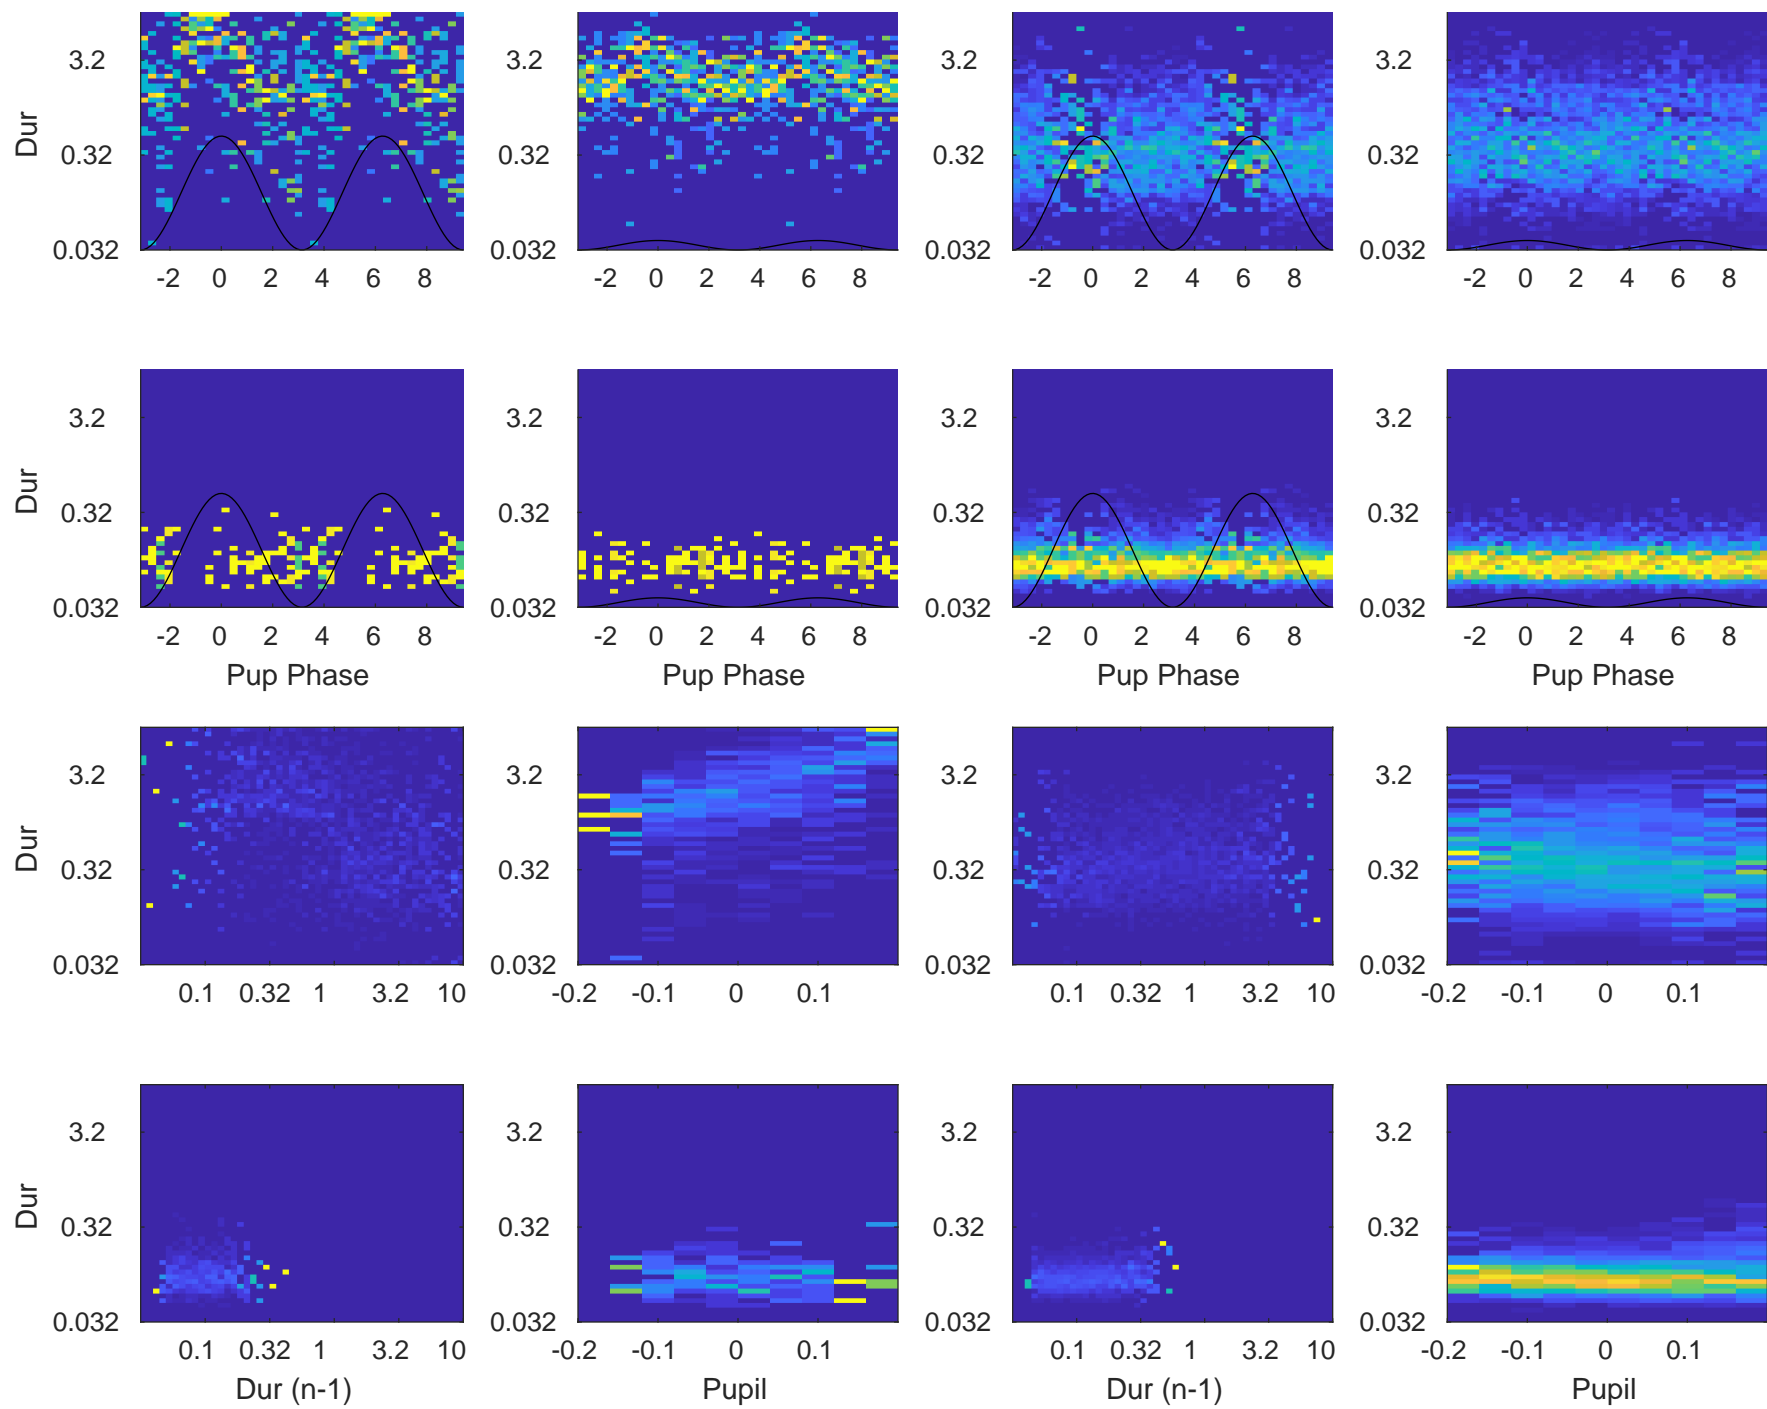 3.2 3.2 3.2 3.2
Dur
0.32 0.32 0.32 0.32
0.032 0.032 0.032 0.032
-2 0 2 4 6 8 -2 0 2 4 6 8 -2 0 2 4 6 8 -2 0 2 4 6 8
3.2 3.2 3.2 3.2
Dur
0.32 0.32 0.32 0.32
0.032 0.032 0.032 0.032
-2 0 2 4 6 8 -2 0 2 4 6 8 -2 0 2 4 6 8 -2 0 2 4 6 8
Pup Phase Pup Phase Pup Phase Pup Phase
3.2 3.2 3.2 3.2
Dur
0.32 0.32 0.32 0.32
0.032 0.032 0.032 0.032
0.1 0.32 1 3.2 10 -0.2 -0.1 0 0.1 0.1 0.32 1 3.2 10 -0.2 -0.1 0 0.1
3.2 3.2 3.2 3.2
Dur
0.32 0.32 0.32 0.32
0.032 0.032 0.032 0.032
0.1 0.32 1 3.2 10 -0.2 -0.1 0 0.1 0.1 0.32 1 3.2 10 -0.2 -0.1 0 0.1
Dur (n-1) Pupil Dur (n-1) Pupil